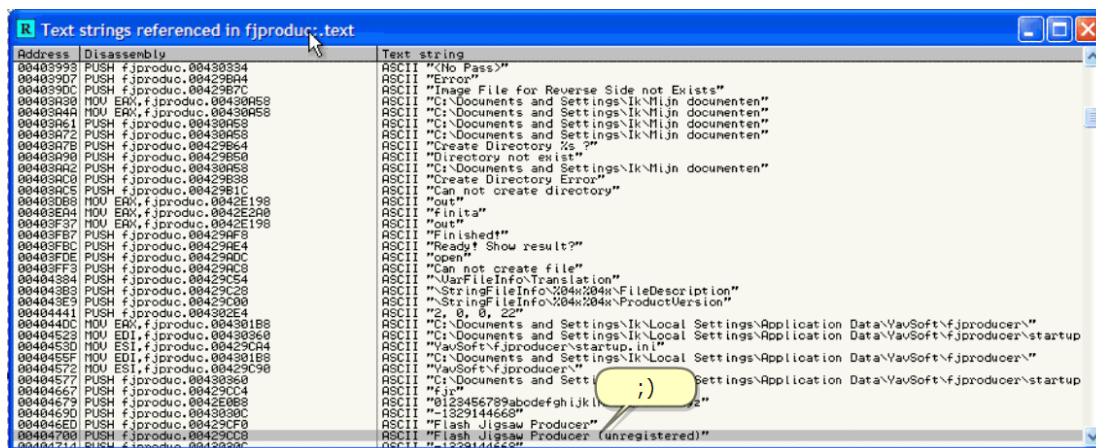 Text strings referenced in fjproduc:.text
Address Disassembly Text string
00403993 PUSH fjproduc.00430334 ASCII "<No Pass>"
004039D7 PUSH fjproduc.00429BA4 ASCII "Error"
004039DC PUSH fjproduc.00429B7C ASCII "Image File for Reverse Side not Exists"
00403A30 MOV EAX,fjproduc.00430A58 ASCII "C:\Documents and Settings\Ik\Mijn documenten"
00403A4A MOV EAX,fjproduc.00430A58 ASCII "C:\Documents and Settings\Ik\Mijn documenten"
00403A61 PUSH fjproduc.00430A58 ASCII "C:\Documents and Settings\Ik\Mijn documenten"
00403A72 PUSH fjproduc.00430A58 ASCII "C:\Documents and Settings\Ik\Mijn documenten"
00403A7B PUSH fjproduc.00429B64 ASCII "Create Directory %s ?"
00403A90 PUSH fjproduc.00429B50 ASCII "Directory not exist"
00403AA2 PUSH fjproduc.00430A58 ASCII "C:\Documents and Settings\Ik\Mijn documenten"
00403AC0 PUSH fjproduc.00429B38 ASCII "Create Directory Error"
00403AC5 PUSH fjproduc.00429B1C ASCII "Can not create directory"
00403DB8 MOV EAX,fjproduc.0042E198 ASCII "out"
00403EA4 MOV EAX,fjproduc.0042E2A0 ASCII "finita"
00403F37 MOV EAX,fjproduc.0042E198 ASCII "out"
00403FB7 PUSH fjproduc.00429AF8 ASCII "Finished!"
00403FBC PUSH fjproduc.00429AE4 ASCII "Ready! Show result?"
00403FDE PUSH fjproduc.00429ADC ASCII "open"
00403FF3 PUSH fjproduc.00429AC8 ASCII "Can not create file"
00404384 PUSH fjproduc.00429C54 ASCII "\VarFileInfo\Translation"
004043B3 PUSH fjproduc.00429C28 ASCII "\StringFileInfo\%04x%04x\FileDescription"
004043E9 PUSH fjproduc.00429C00 ASCII "\StringFileInfo\%04x%04x\ProductVersion"
00404441 PUSH fjproduc.004302E4 ASCII "2, 0, 0, 22"
004044DC MOV EAX,fjproduc.004301B8 ASCII "C:\Documents and Settings\Ik\Local Settings\Application Data\YavSoft\fjproducer\"
00404523 MOV EDI,fjproduc.00430360 ASCII "C:\Documents and Settings\Ik\Local Settings\Application Data\YavSoft\fjproducer\startup
0040453D MOV ESI,fjproduc.00429CA4 ASCII "YavSoft\fjproducer\startup.ini"
0040455F MOV EDI,fjproduc.004301B8 ASCII "C:\Documents and Settings\Ik\Local Settings\Application Data\YavSoft\fjproducer\"
00404572 MOV ESI,fjproduc.00429C90 ASCII "YavSoft\fjproducer\"
00404577 PUSH fjproduc.00430360 ASCII "C:\Documents and Setti Settings\Application Data\YavSoft\fjproducer\startup
00404667 PUSH fjproduc.00429CC4 ASCII "fjr"
00404679 PUSH fjproduc.0042E0B8 ASCII "0123456789abcdefghijkl z"
0040469D PUSH fjproduc.0043030C ASCII "-1329144668"
004046ED PUSH fjproduc.00429CF0 ASCII "Flash Jigsaw Producer"
00404700 PUSH fjproduc.00429CC8 ASCII "Flash Jigsaw Producer (unregistered)"
00404714 PUSH fjproduc.0043030C ASCII "-1329144668"
;)